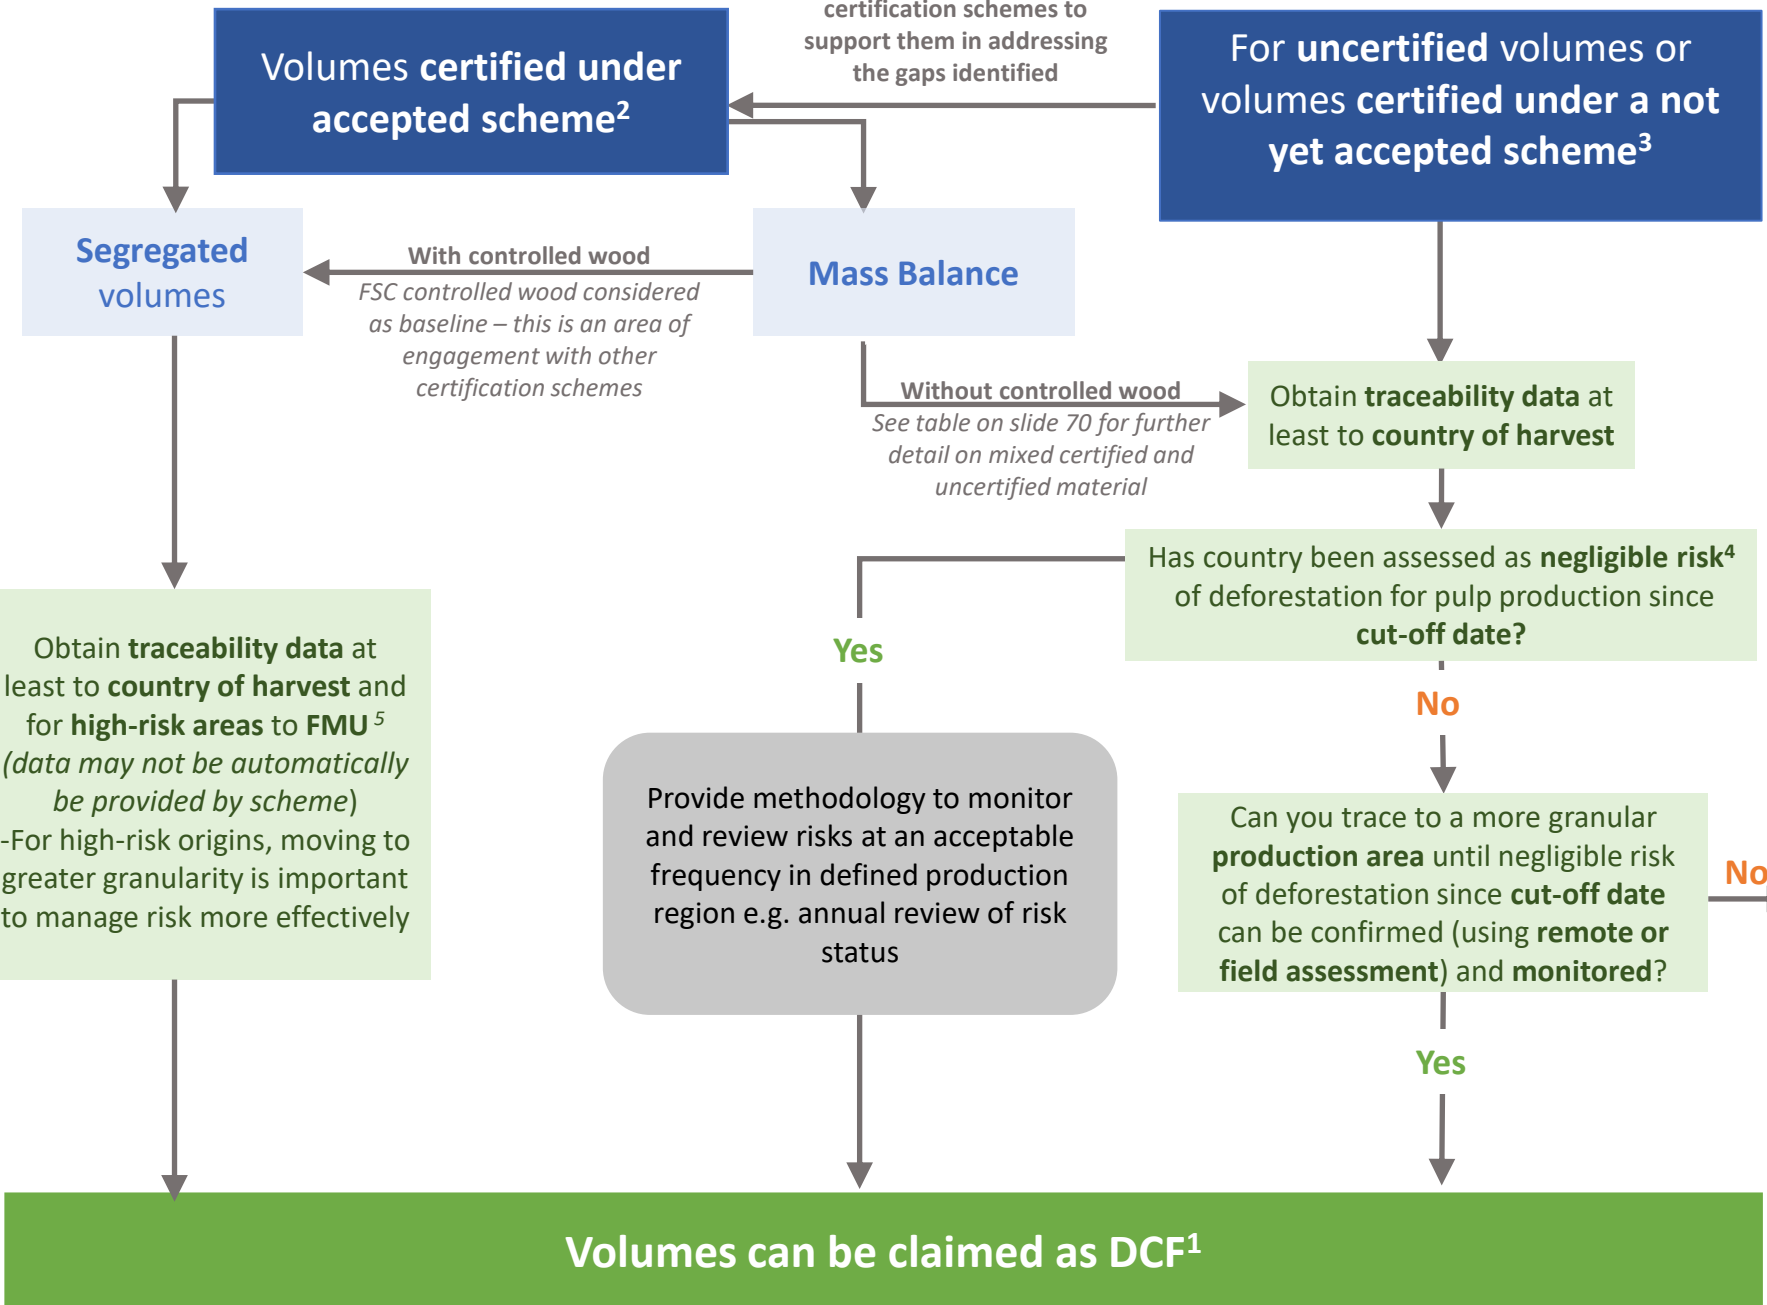 certification schemes to
support them in addressing
the gaps identified
Volumes certified under
accepted scheme2
For uncertified volumes or
volumes certified under a not
yet accepted scheme3
Segregated
volumes
With controlled wood
FSC controlled wood considered
as baseline – this is an area of
engagement with other
certification schemes
Mass Balance
Without controlled wood
See table on slide 70 for further
detail on mixed certified and
uncertified material
Obtain traceability data at
least to country of harvest
Has country been assessed as negligible risk4
of deforestation for pulp production since
cut-off date?
Yes
No
Obtain traceability data at
least to country of harvest and
for high-risk areas to FMU 5
(data may not be automatically
be provided by scheme)
-For high-risk origins, moving to
greater granularity is important
to manage risk more effectively
Provide methodology to monitor
and review risks at an acceptable
frequency in defined production
region e.g. annual review of risk
status
Can you trace to a more granular
production area until negligible risk
of deforestation since cut-off date
can be confirmed (using remote or
field assessment) and monitored?
No
Yes
Volumes can be claimed as DCF1